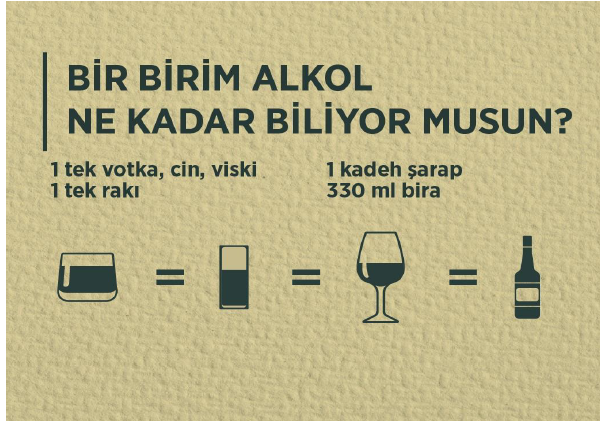 BİR BİRİM ALKOL
NE KADAR BİLİYOR MUSUN?
1 tek votka, cin, viski
1 tek rakı
1 kadeh şarap
330 ml bira
= = =